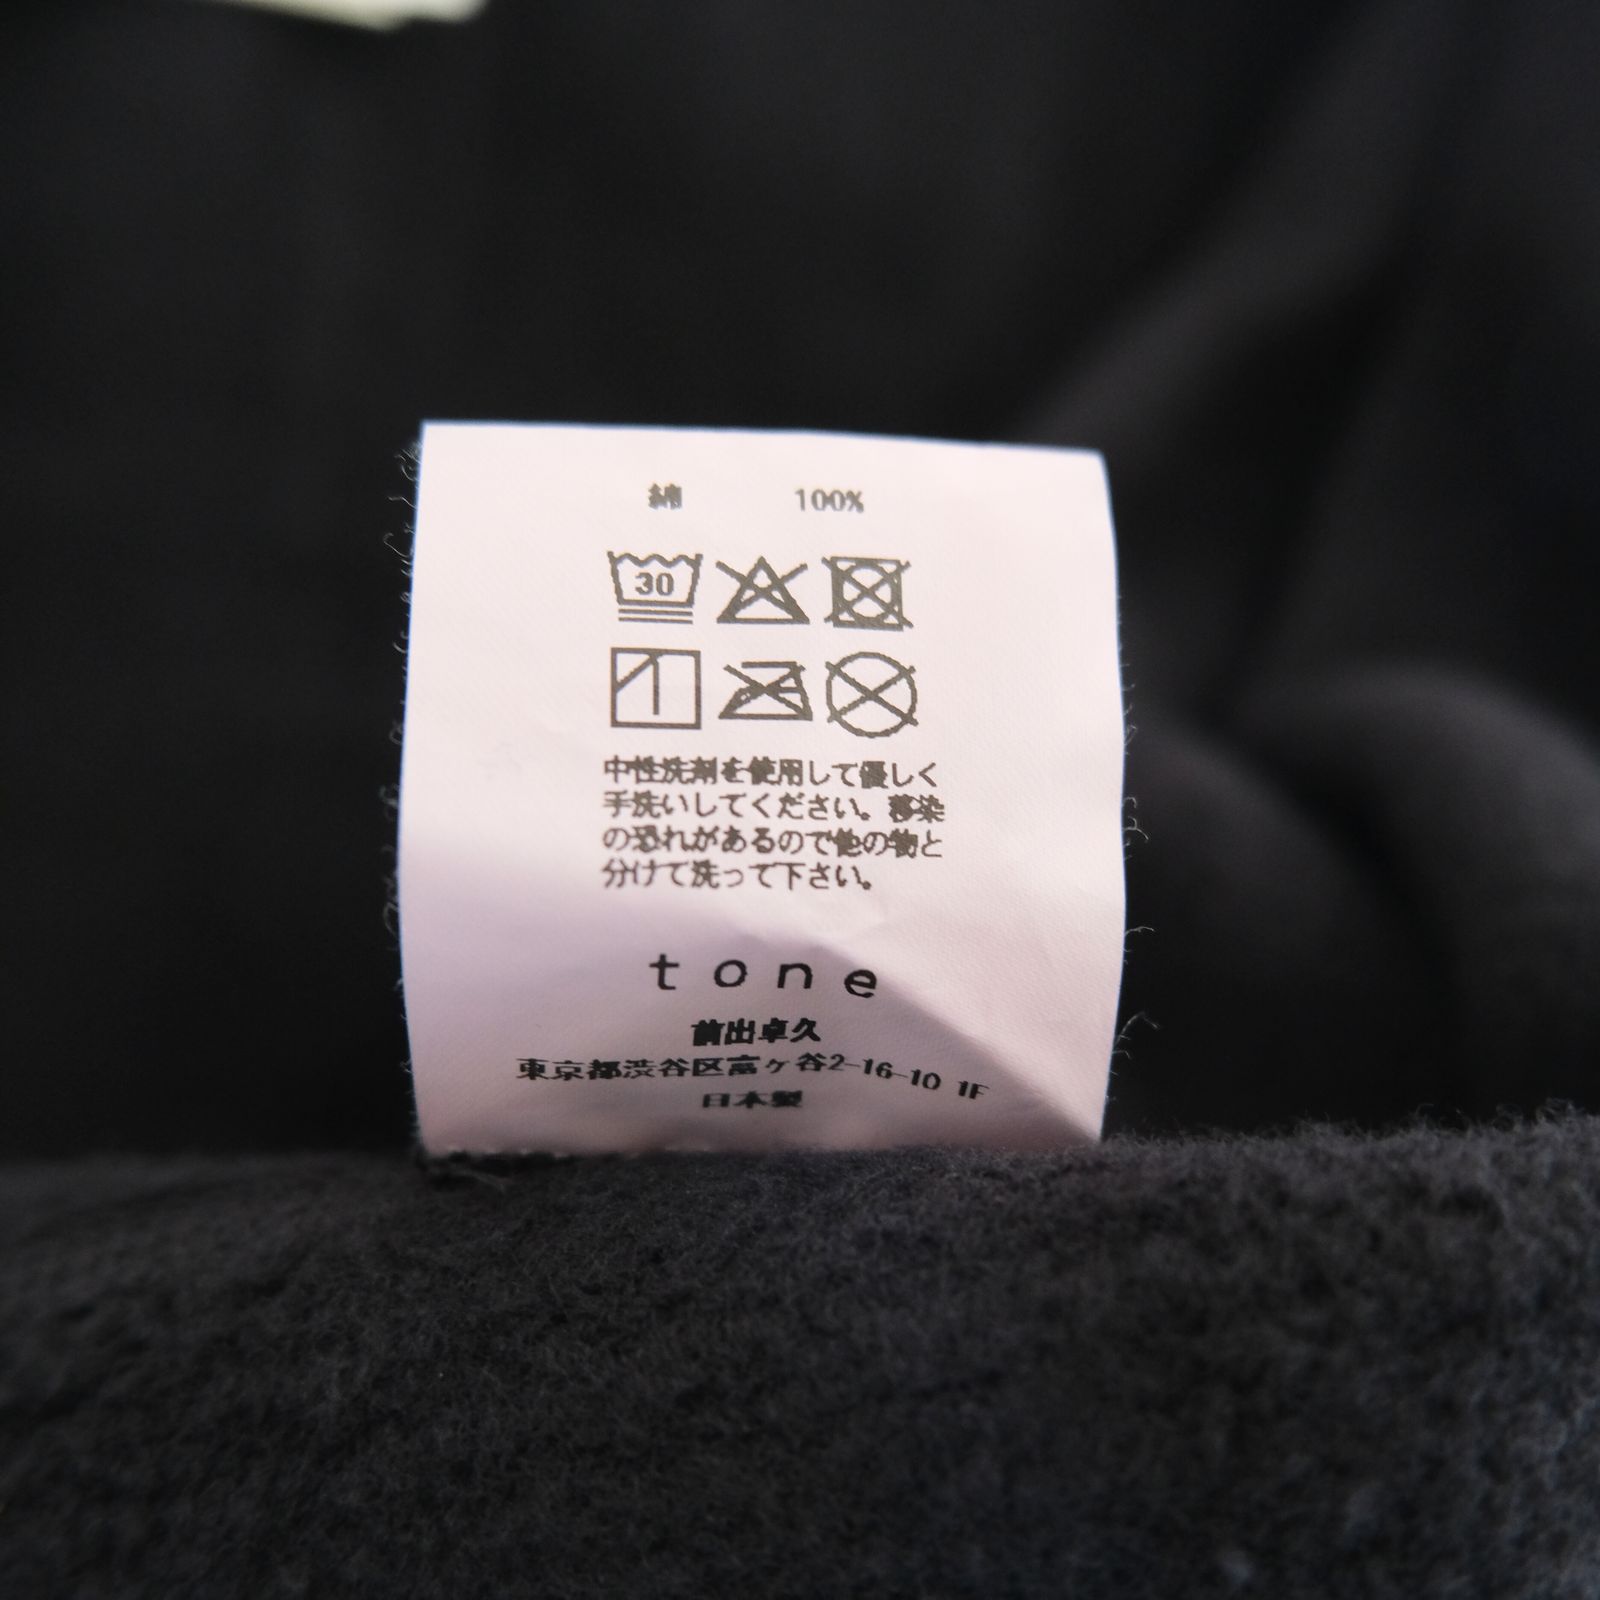 綿 100%
30
中性洗剤を使用して優しく
手洗いしてください。移染
の恐れがあるので他の物と
分けて洗って下さい。
tone
前出卓久
東京都渋谷区富ヶ谷2-16-10 1F
日本製